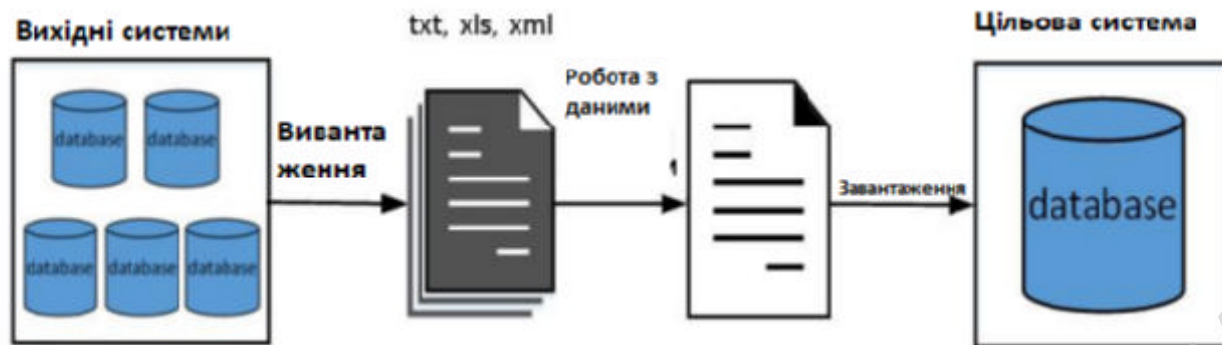 Вихідні системи
txt, xls, xml
Цільова система
Робота з
даними
database
database
Виванта
ження
Завантаження
database
database
database
database